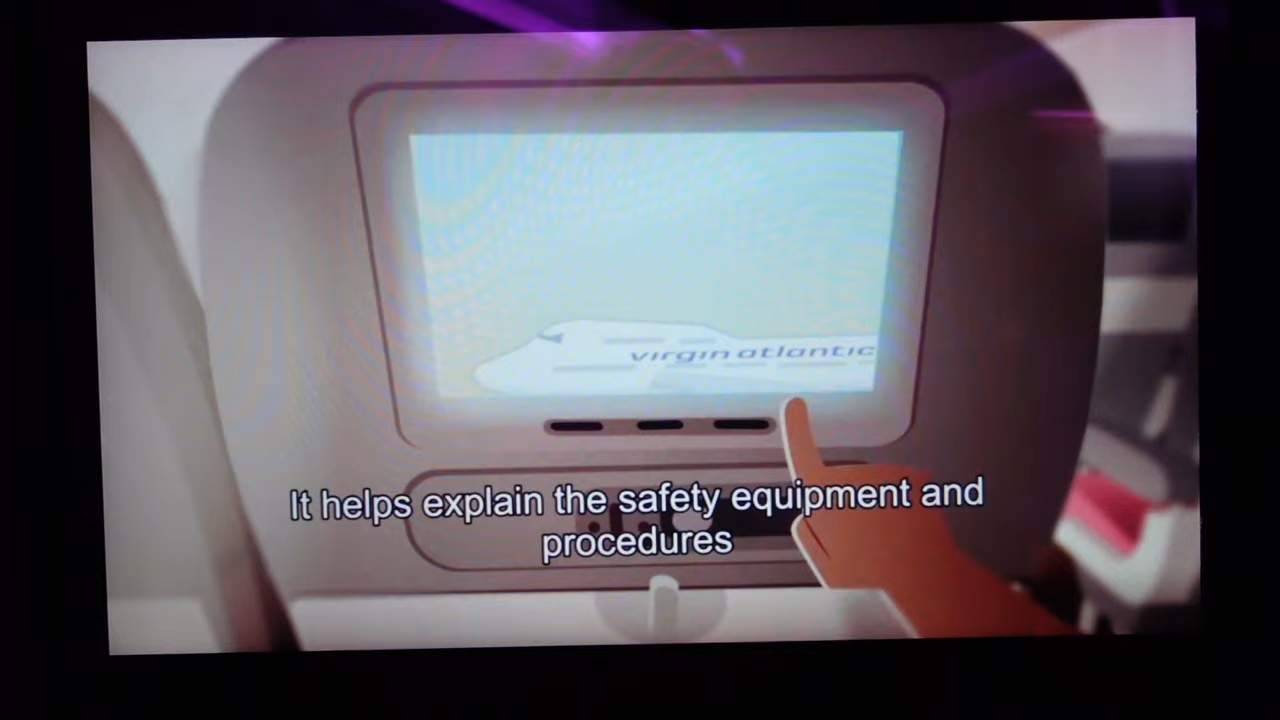 virgin atlantic
It helps explain the safety equipment and
procedures